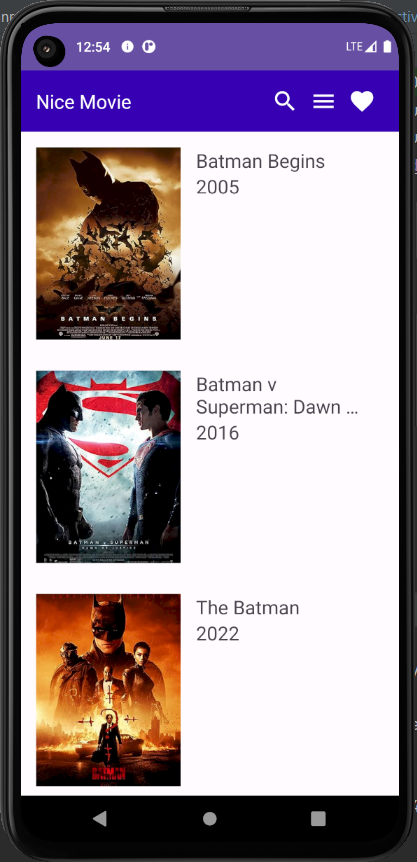 12:54
LTE
Nice Movie
BATMAN BEGINS
JUNE 17
Batman Begins
2005
BATMAN V SUPERMAN
DAWN OF JUSTICE
Batman v
Superman: Dawn …
2016
THE
BATMAN
The Batman
2022